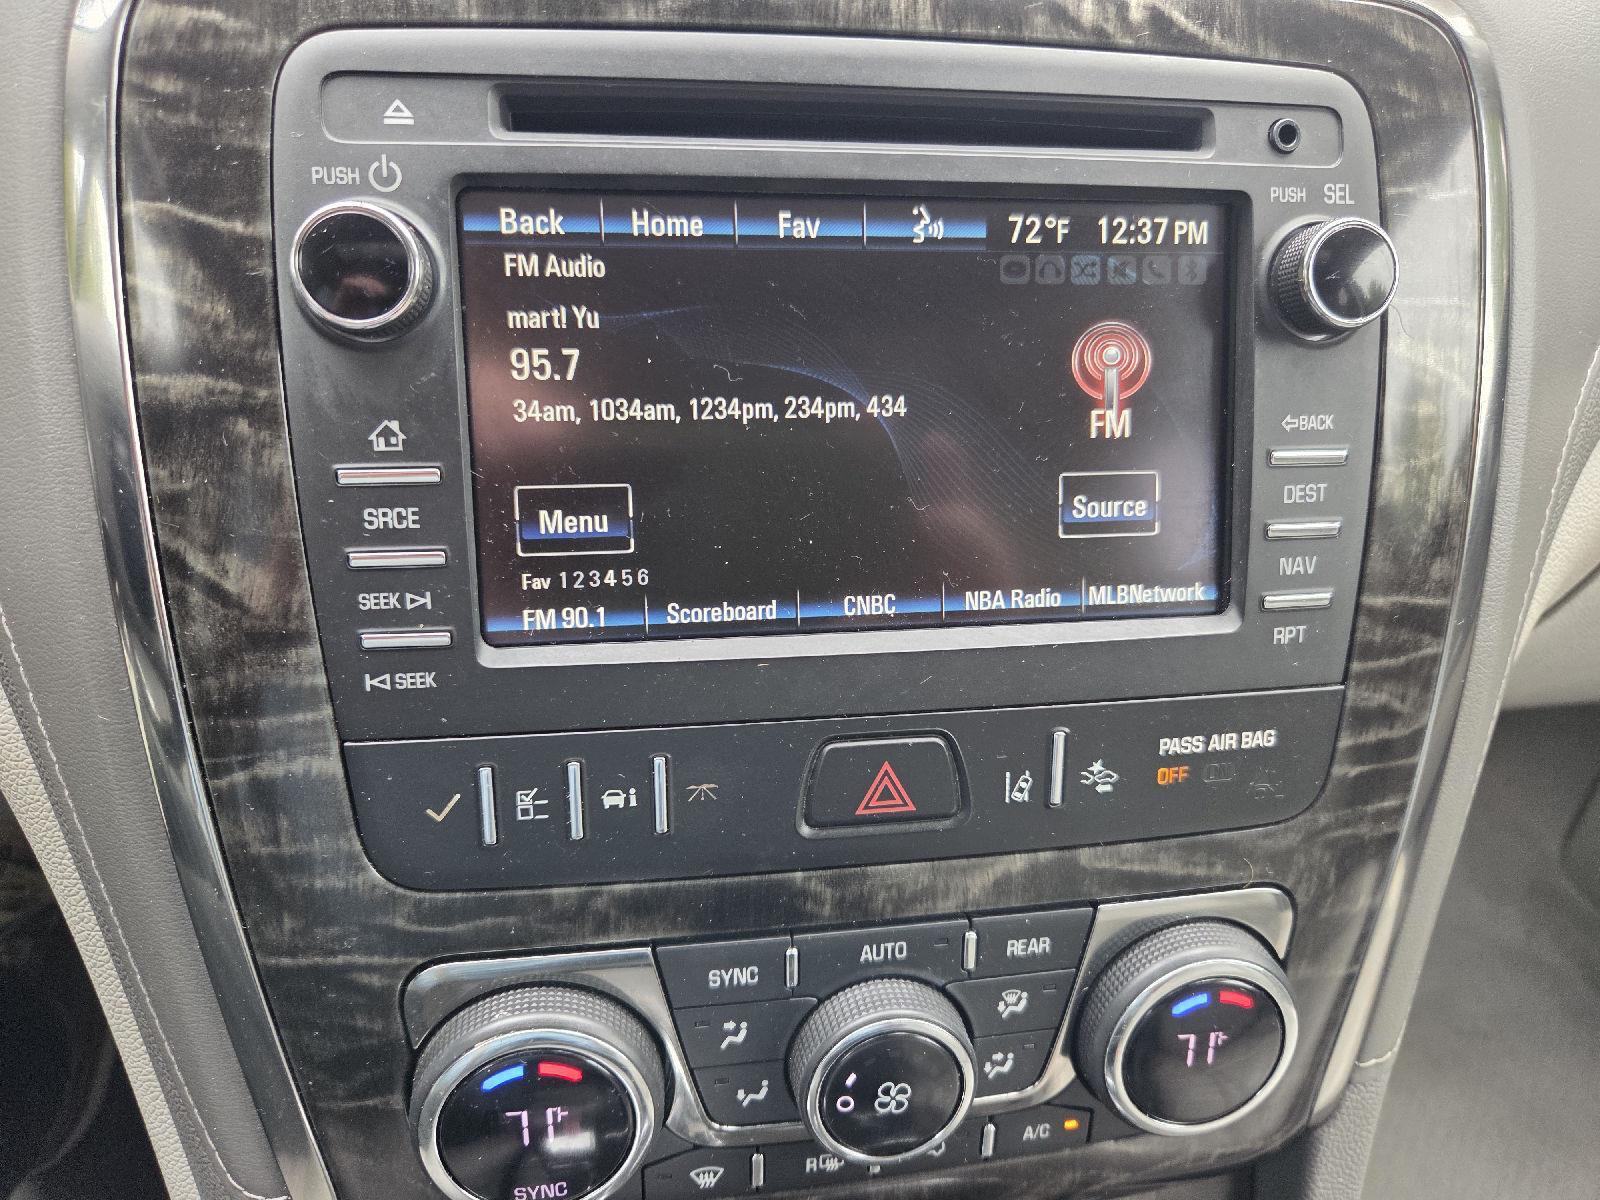 PUSH
PUSH SEL
Back Home Fav 72°F 12:37 PM
FM Audio
mart! Yu
95.7
34am, 1034am, 1234pm, 234pm, 434
FM
Menu
Source
Fav 1 2 3 4 5 6
FM 90.1 Scoreboard CNBC NBA Radio MLBNetwork
SRCE
SEEK
SEEK
BACK
DEST
NAV
RPT
PASS AIR BAG
OFF
SYNC AUTO REAR
71
SYNC
71
R
A/C